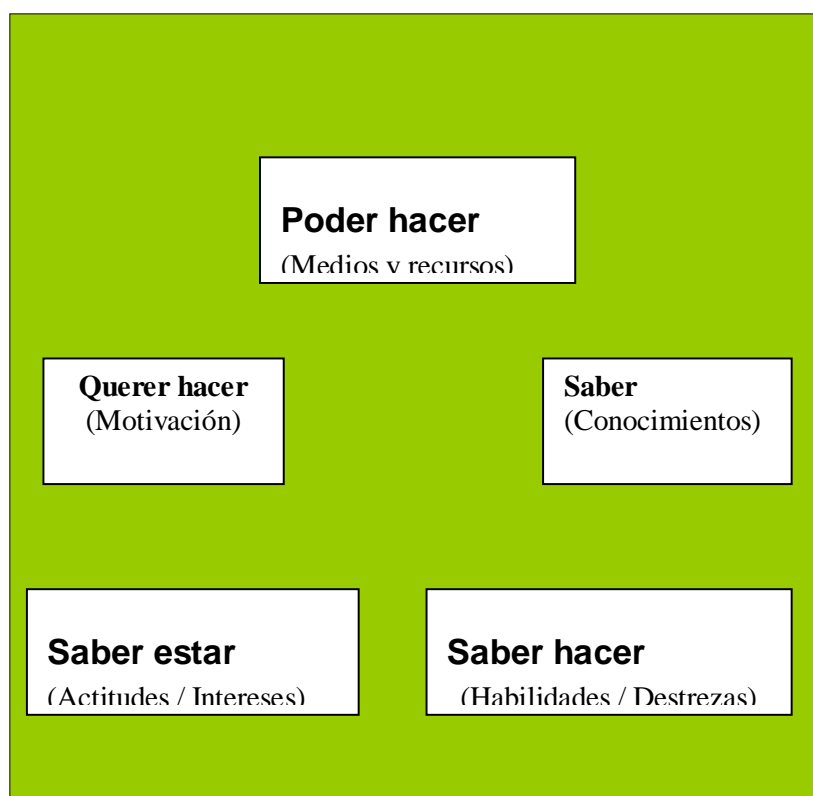 Poder hacer
(Medios y recursos)
Querer hacer
(Motivación)
Saber
(Conocimientos)
Saber estar
(Actitudes / Intereses)
Saber hacer
(Habilidades / Destrezas)